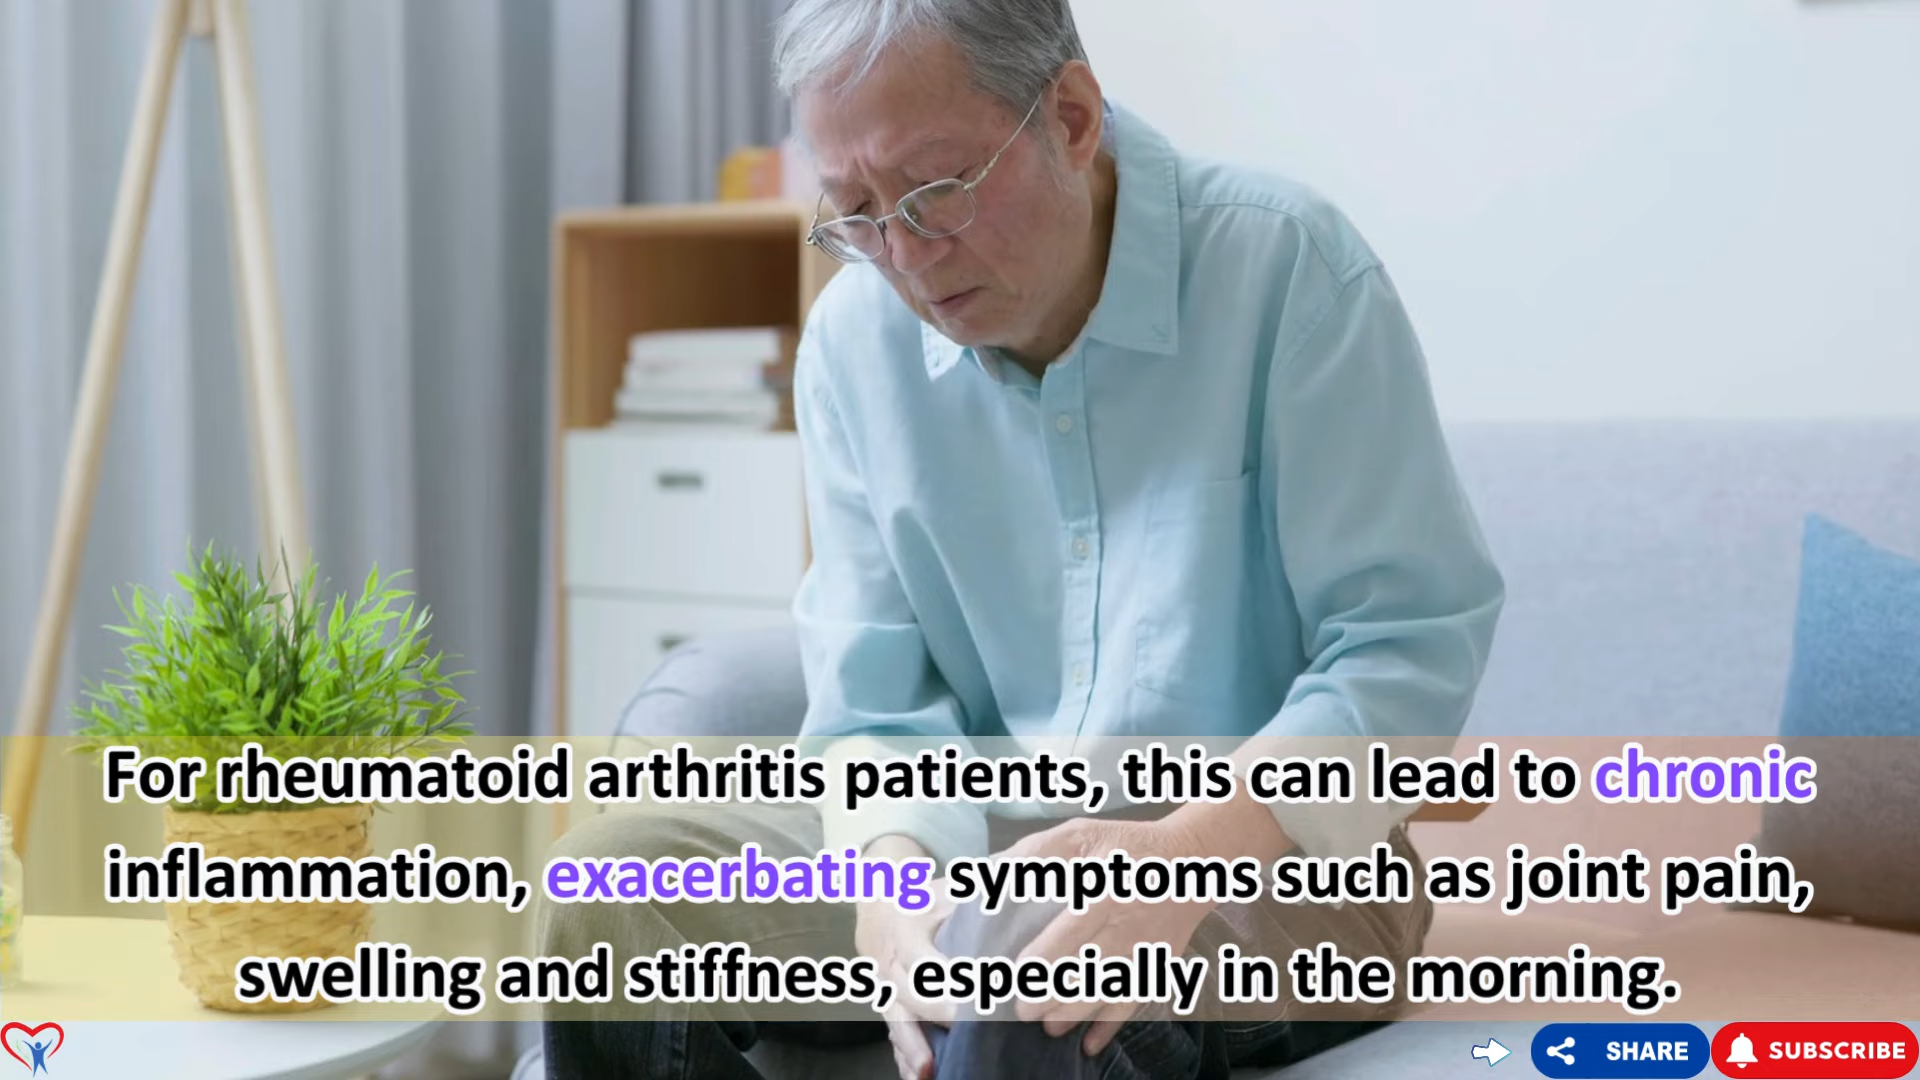 For rheumatoid arthritis patients, this can lead to chronic
inflammation, exacerbating symptoms such as joint pain,
swelling and stiffness, especially in the morning.
SHARE
SUBSCRIBE